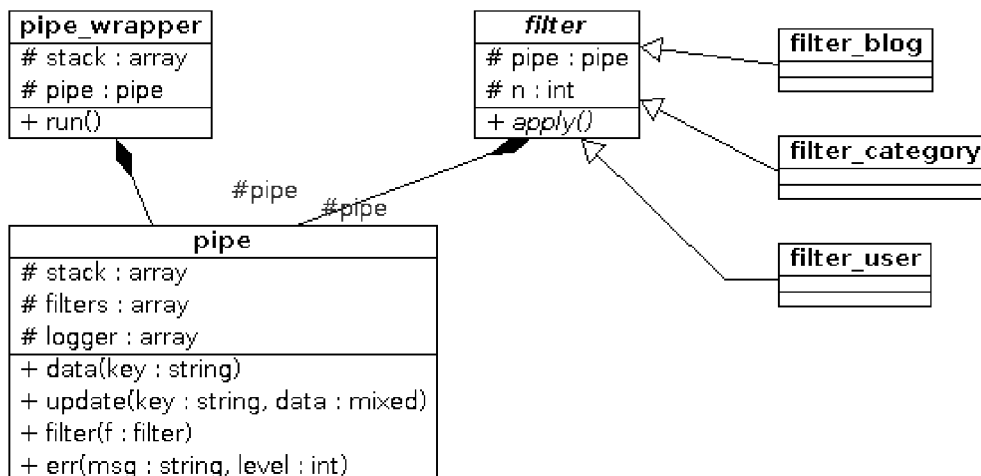 pipe_wrapper
# stack : array
# pipe : pipe
+ run()
filter
# pipe : pipe
# n : int
+ apply()
filter_blog
filter_category
filter_user
#pipe
#pipe
pipe
# stack : array
# filters : array
# logger : array
+ data(key : string)
+ update(key : string, data : mixed)
+ filter(f : filter)
+ err(msg : string, level : int)